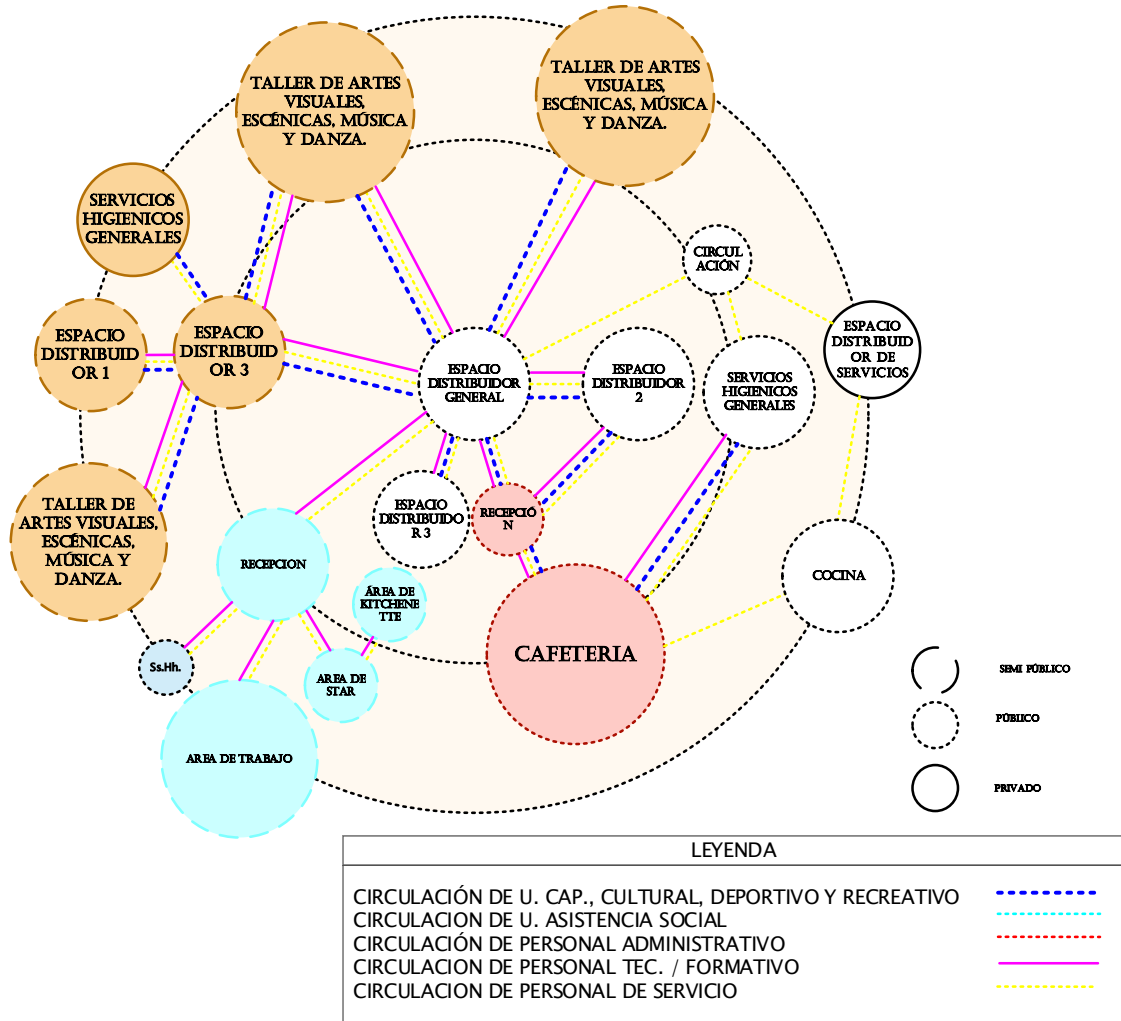 TALLER DE ARTES
VISUALES,
ESCÉNICAS, MÚSICA
Y DANZA.
TALLER DE ARTES
VISUALES,
ESCÉNICAS, MÚSICA
Y DANZA.
SERVICIOS
HIGIENICOS
GENERALES
CIRCUL
ACIÓN
ESPACIO
DISTRIBUID
OR 1
ESPACIO
DISTRIBUID
OR 3
ESPACIO
DISTRIBUIDOR
GENERAL
ESPACIO
DISTRIBUIDOR
2
SERVICIOS
HIGIENICOS
GENERALES
ESPACIO
DISTRIBUID
OR DE
SERVICIOS
TALLER DE
ARTES VISUALES,
ESCÉNICAS,
MÚSICA Y
DANZA.
RECEPCION
ESPACIO
DISTRIBUIDO
R 3
RECEPCIÓ
N
COCINA
ÁREA DE
KITCHENE
TTE
CAFETERIA
Ss.Hh.
AREA DE
STAR
AREA DE TRABAJO
SEMI PÚBLICO
PÚBLICO
PRIVADO
LEYENDA
CIRCULACIÓN DE U. CAP., CULTURAL, DEPORTIVO Y RECREATIVO
CIRCULACION DE U. ASISTENCIA SOCIAL
CIRCULACIÓN DE PERSONAL ADMINISTRATIVO
CIRCULACION DE PERSONAL TEC. / FORMATIVO
CIRCULACION DE PERSONAL DE SERVICIO